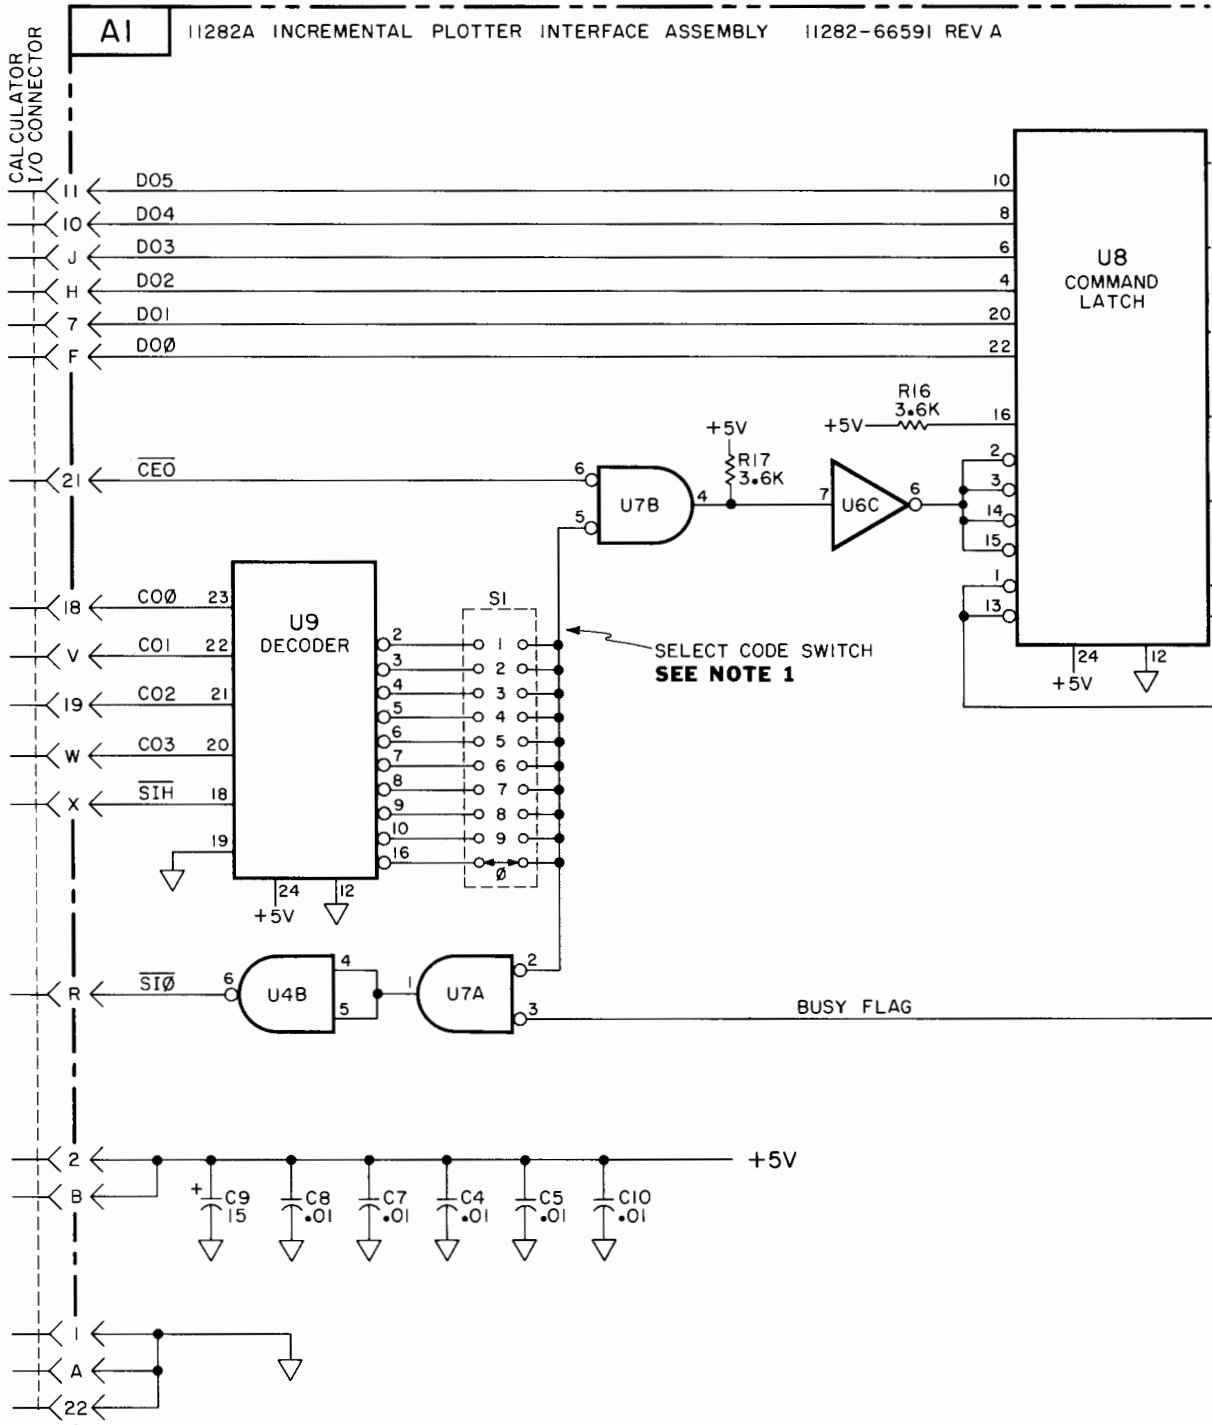 A1
11282A INCREMENTAL PLOTTER INTERFACE ASSEMBLY 11282-66591 REV A
CALCULATOR
I/O CONNECTOR
11 DO5 10
10 DO4 8
J DO3 6
H DO2 4
7 DO1 20
F DOØ 22
U8
COMMAND
LATCH
R16
3.6K
+5V 16
2
3
14
15
1
13
24
+5V
12
21 CEO 6
5
U7B
4
+5V
R17
3.6K
7 U6C 6
18 COØ 23
V CO1 22
19 CO2 21
W CO3 20
X SIH 18
19
U9
DECODER
24
+5V
12
2
3
4
5
6
7
8
9
10
16
S1
1
2
3
4
5
6
7
8
9
Ø
SELECT CODE SWITCH
SEE NOTE 1
R SIØ 6
U4B
4
5
1
U7A
2
3
BUSY FLAG
2
B
+5V
+ C9
15
C8
.01
C7
.01
C4
.01
C5
.01
C10
.01
1
A
22